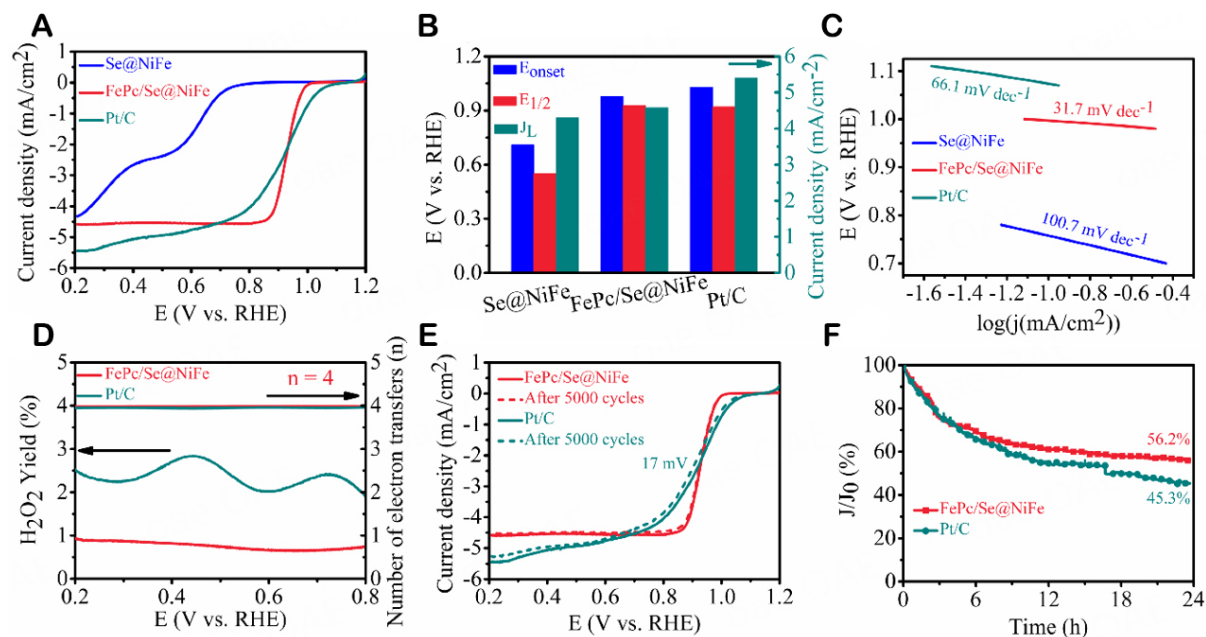 A
Current density (mA/cm2)
1
0
-1
-2
-3
-4
-5
-6
Se@NiFe
FePc/Se@NiFe
Pt/C
0.2 0.4 0.6 0.8 1.0 1.2
E (V vs. RHE)
B
E (V vs. RHE)
1.2
0.9
0.6
0.3
0.0
Eonset
E1/2
JL
Se@NiFe
FePc/Se@NiFe
Pt/C
6
5
4
3
2
1
0
Current density (mA/cm-2)
C
E (V vs. RHE)
1.1
1.0
0.9
0.8
0.7
66.1 mV dec-1
31.7 mV dec-1
Se@NiFe
FePc/Se@NiFe
Pt/C
100.7 mV dec-1
-1.6 -1.4 -1.2 -1.0 -0.8 -0.6 -0.4
log(j(mA/cm2))
D
H2O2 Yield (%)
5
4
3
2
1
0
FePc/Se@NiFe
Pt/C
n = 4
5
4
3
2
1
0
Number of electron transfers (n)
0.2 0.4 0.6 0.8
E (V vs. RHE)
E
Current density (mA/cm2)
1
0
-1
-2
-3
-4
-5
-6
FePc/Se@NiFe
After 5000 cycles
Pt/C
After 5000 cycles
17 mV
0.2 0.4 0.6 0.8 1.0 1.2
E (V vs. RHE)
F
J/J0 (%)
100
80
60
40
20
0
56.2%
45.3%
FePc/Se@NiFe
Pt/C
0 6 12 18 24
Time (h)